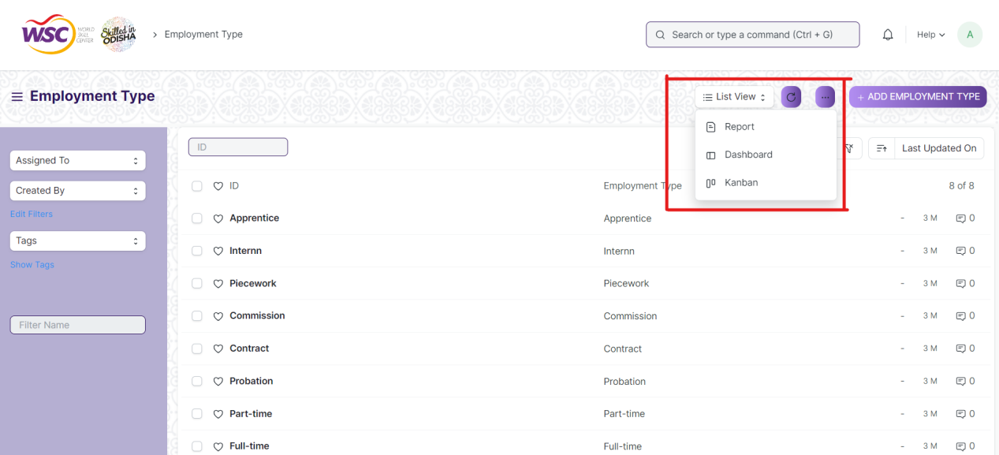 WSC
WORLD
SKILL
CENTER
Skilled in
ODISHA
Employment Type
Search or type a command (Ctrl + G)
Help
A
Employment Type
List View
ADD EMPLOYMENT TYPE
Report
Dashboard
Kanban
Assigned To
Created By
Edit Filters
Tags
Show Tags
Filter Name
ID
Last Updated On
ID Employment Type 8 of 8
Apprentice Apprentice - 3 M 0
Internn Internn - 3 M 0
Piecework Piecework - 3 M 0
Commission Commission - 3 M 0
Contract Contract - 3 M 0
Probation Probation - 3 M 0
Part-time Part-time - 3 M 0
Full-time Full-time - 3 M 0